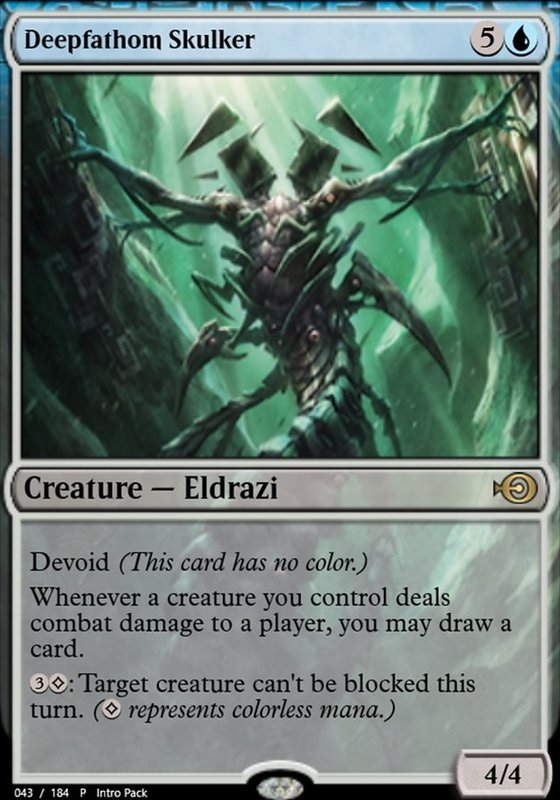 Deepfathom Skulker
5
Creature — Eldrazi
Devoid (This card has no color.)
Whenever a creature you control deals
combat damage to a player, you may draw a
card.
3: Target creature can't be blocked this
turn. ( represents colorless mana.)
4/4
043 / 184 P Intro Pack